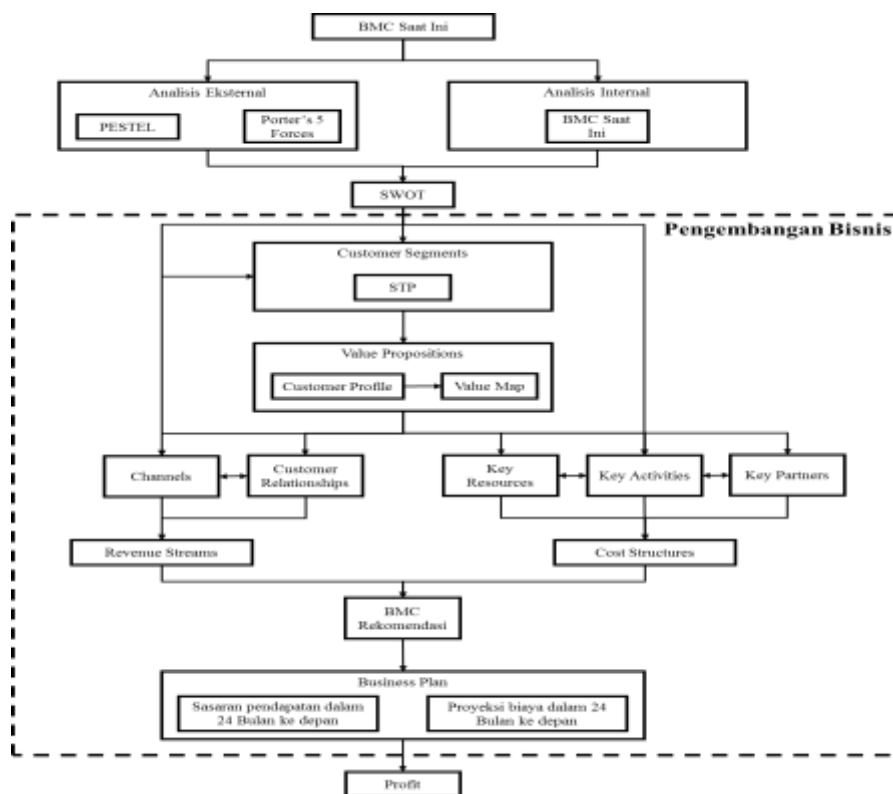 BMC Saat Ini
Analisis Eksternal
Analisis Internal
PESTEL
Porter's 5
Forces
BMC Saat
Ini
SWOT
Pengembangan Bisnis
Customer Segments
STP
Value Propositions
Customer Profile
Value Map
Channels
Customer
Relationships
Key
Resources
Key Activities
Key Partners
Revenue Streams
Cost Structures
BMC
Rekomendasi
Business Plan
Sasaran pendapatan dalam
24 Bulan ke depan
Proyeksi biaya dalam 24
Bulan ke depan
Profit